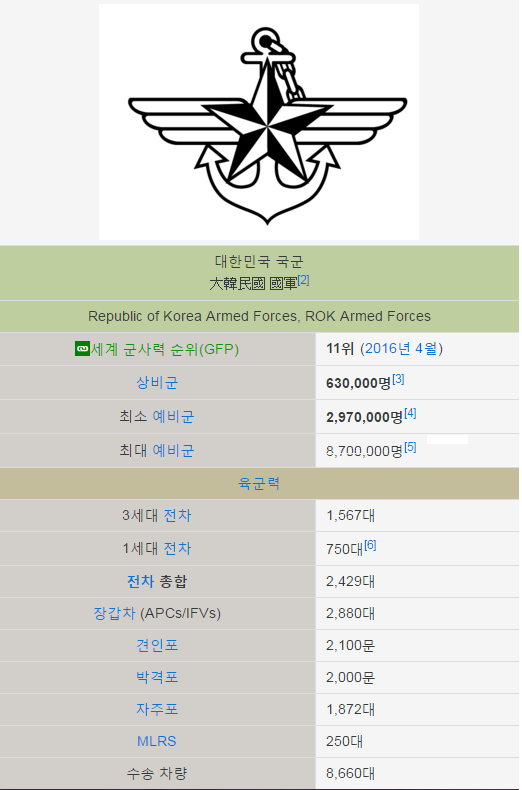 대한민국 국군
大韓民國 國軍[2]
Republic of Korea Armed Forces, ROK Armed Forces
세계 군사력 순위(GFP) 11위 (2016년 4월)
상비군 630,000명[3]
최소 예비군 2,970,000명[4]
최대 예비군 8,700,000명[5]
육군력
3세대 전차 1,567대
1세대 전차 750대[6]
전차 총합 2,429대
장갑차 (APCs/IFVs) 2,880대
견인포 2,100문
박격포 2,000문
자주포 1,872대
MLRS 250대
수송 차량 8,660대